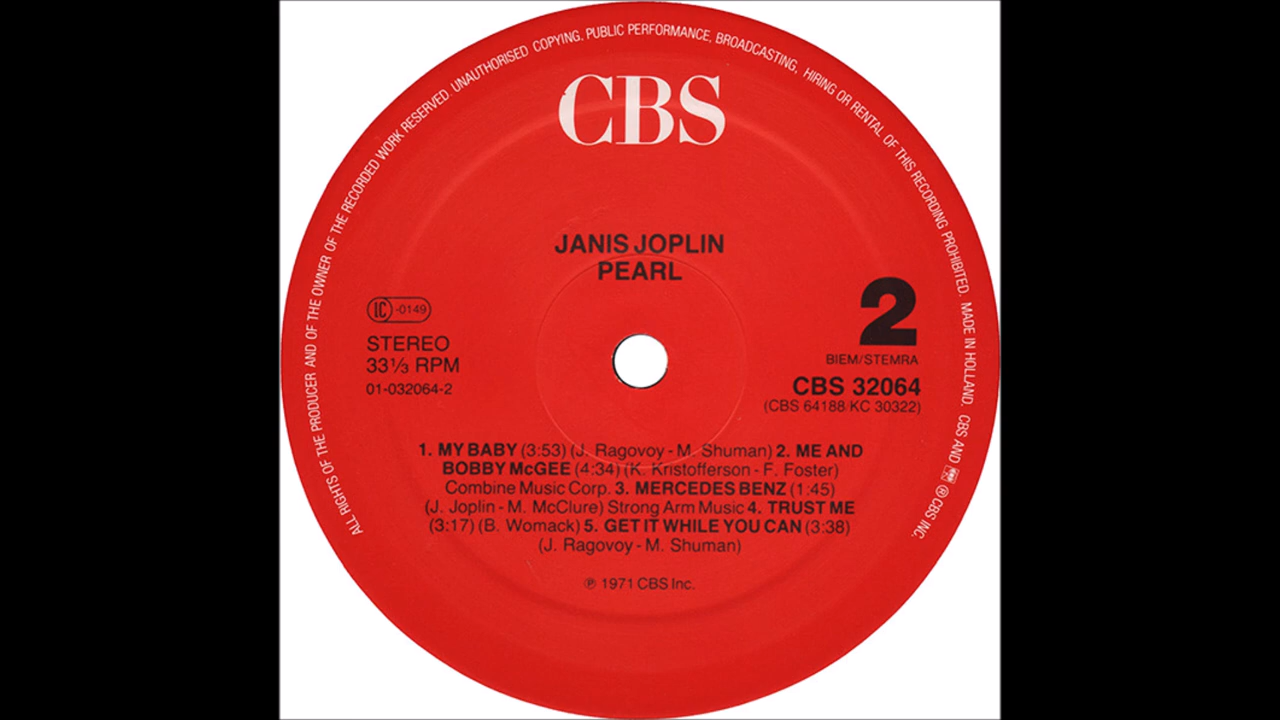 ALL RIGHTS OF THE PRODUCER AND OF THE OWNER OF THE RECORDED WORK RESERVED. UNAUTHORISED COPYING, PUBLIC PERFORMANCE, BROADCASTING, HIRING OR RENTAL OF THIS RECORDING PROHIBITED. MADE IN HOLLAND. CBS AND ℗ CBS INC.
CBS
JANIS JOPLIN
PEARL
LC -0149
STEREO
33⅓ RPM
01-032064-2
2
BIEM/STEMRA
CBS 32064
(CBS 64188/KC 30322)
1. MY BABY (3:53) (J. Ragovoy - M. Shuman) 2. ME AND
BOBBY McGEE (4:34) (K. Kristofferson - F. Foster)
Combine Music Corp. 3. MERCEDES BENZ (1:45)
(J. Joplin - M. McClure) Strong Arm Music 4. TRUST ME
(3:17) (B. Womack) 5. GET IT WHILE YOU CAN (3:38)
(J. Ragovoy - M. Shuman)
℗ 1971 CBS Inc.